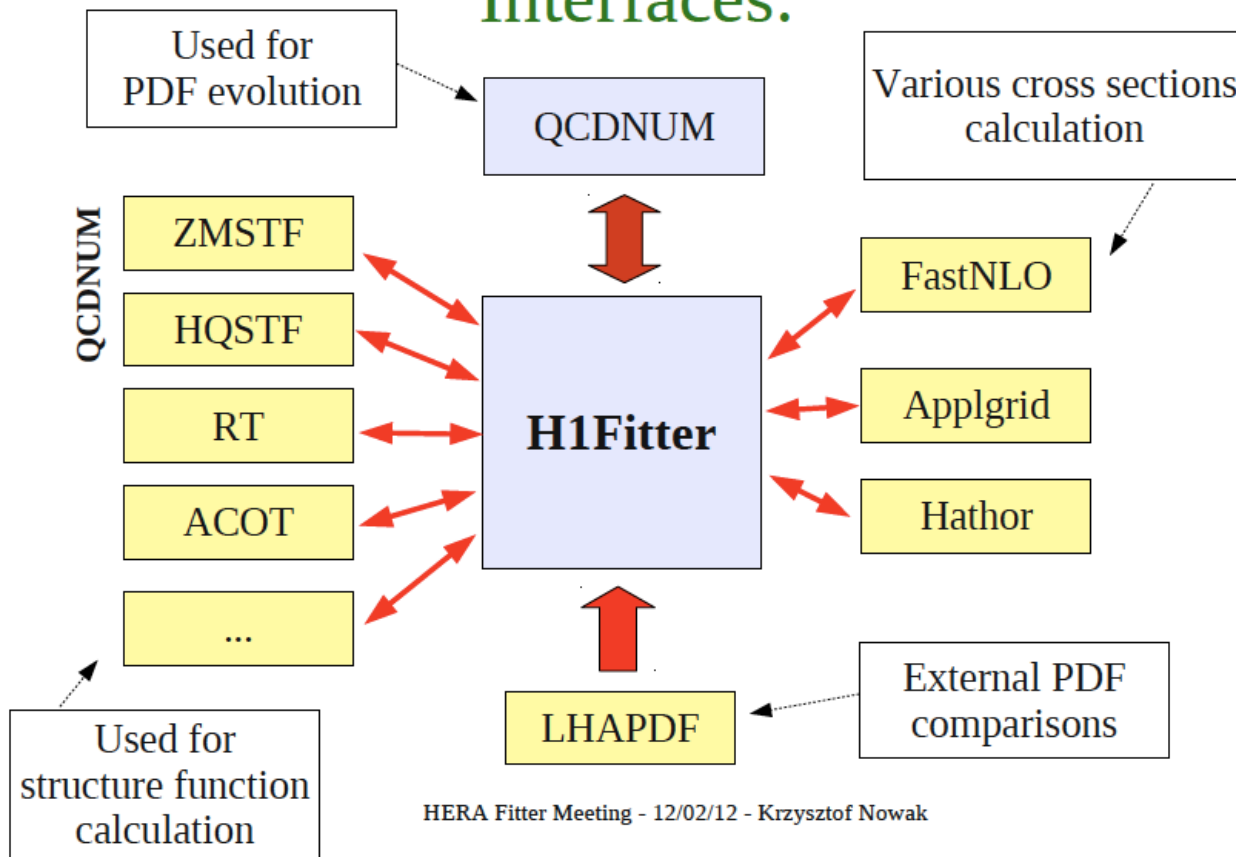 Interfaces:
Used for
PDF evolution
QCDNUM
Various cross sections
calculation
QCDNUM
ZMSTF
HQSTF
RT
ACOT
...
H1Fitter
FastNLO
Applgrid
Hathor
LHAPDF
External PDF
comparisons
Used for
structure function
calculation
HERA Fitter Meeting - 12/02/12 - Krzysztof Nowak